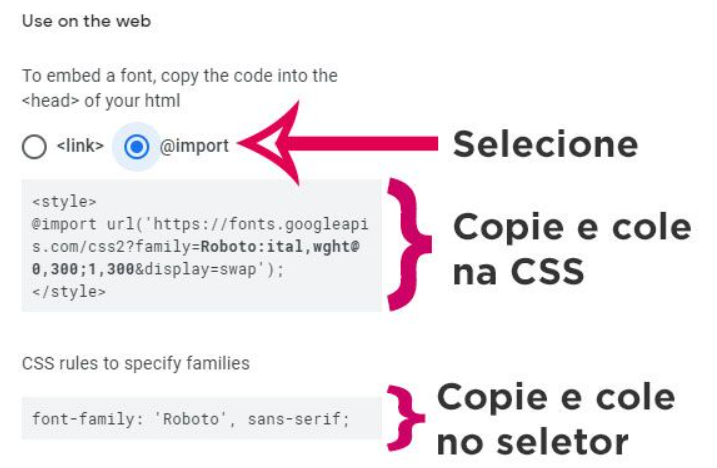 Use on the web
To embed a font, copy the code into the
<head> of your html
<link> @import
Selecione
<style>
@import url('https://fonts.googleapi
s.com/css2?family=Roboto:ital,wght@
0,300;1,300&display=swap');
</style>
Copie e cole
na CSS
CSS rules to specify families
font-family: 'Roboto', sans-serif;
Copie e cole
no seletor